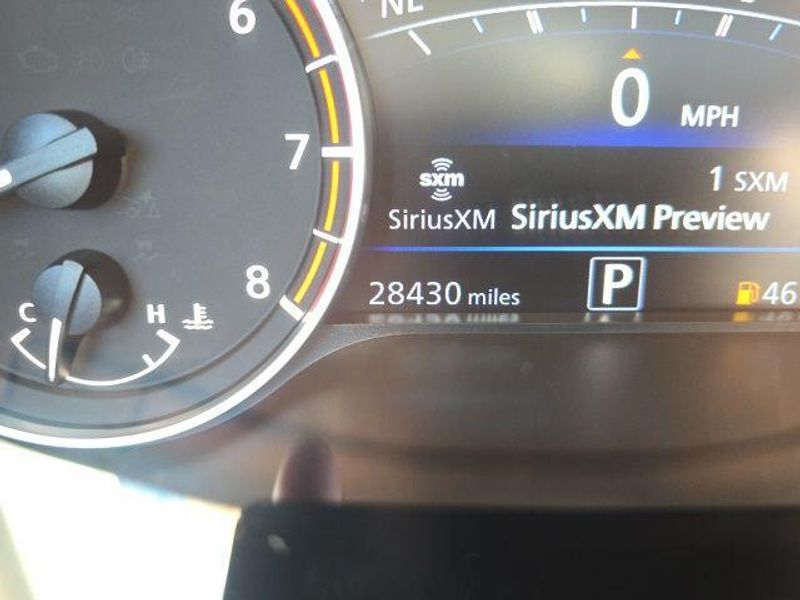 6
7
8
C H
NE
0 MPH
sxm
1 SXM
SiriusXM SiriusXM Preview
28430 miles P 46